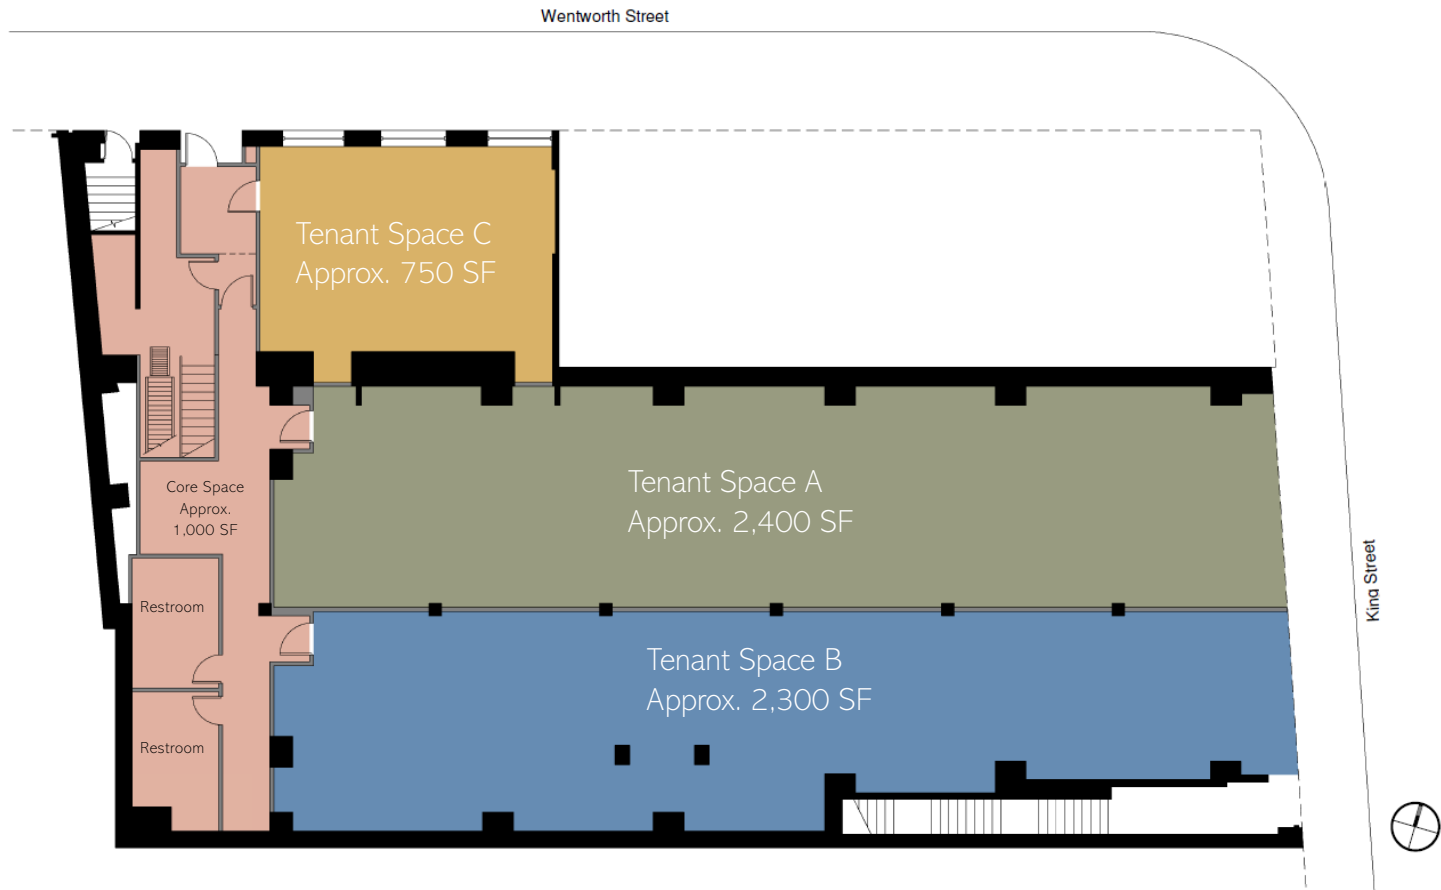 Wentworth Street
Tenant Space C
Approx. 750 SF
Tenant Space A
Approx. 2,400 SF
Core Space
Approx.
1,000 SF
King Street
Restroom
Tenant Space B
Approx. 2,300 SF
Restroom